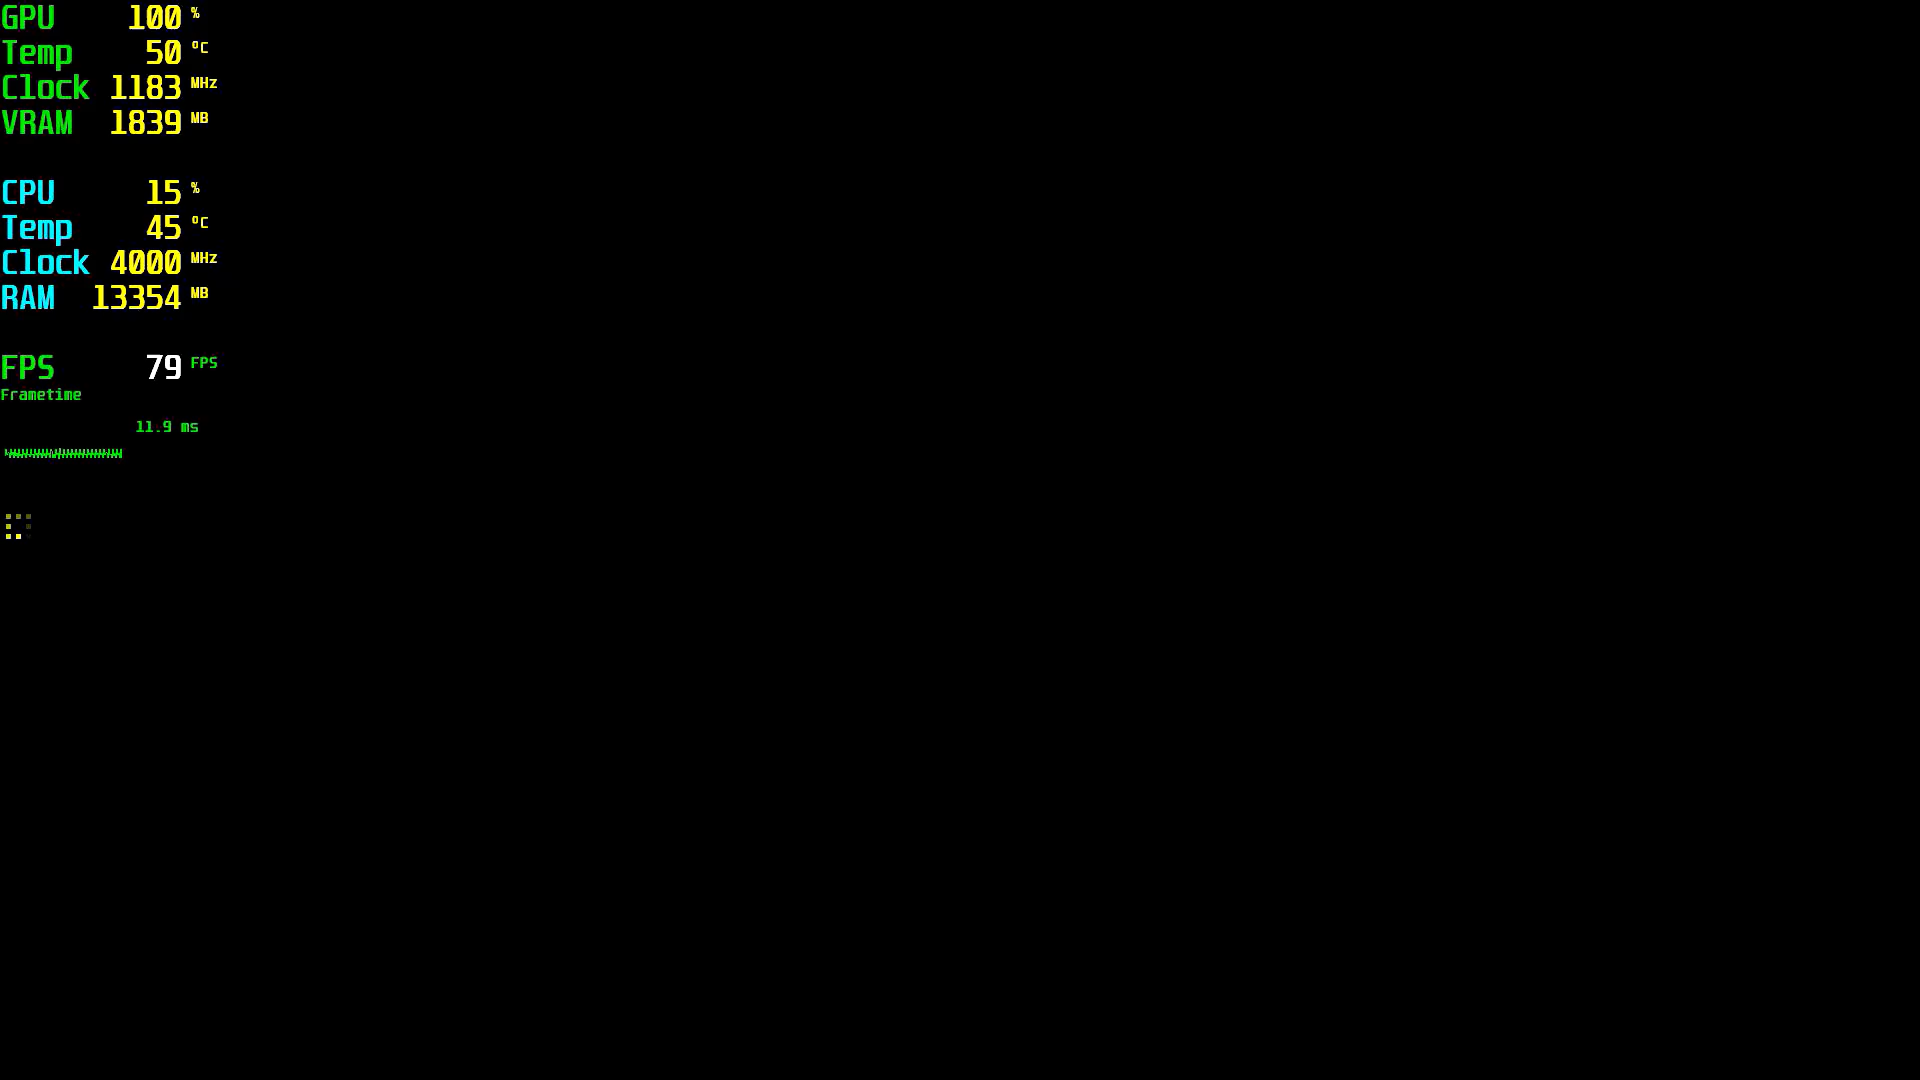 GPU 100 %
Temp 50 °C
Clock 1183 MHz
VRAM 1839 MB
CPU 15 %
Temp 45 °C
Clock 4000 MHz
RAM 13354 MB
FPS 79 FPS
Frametime
11.9 ms